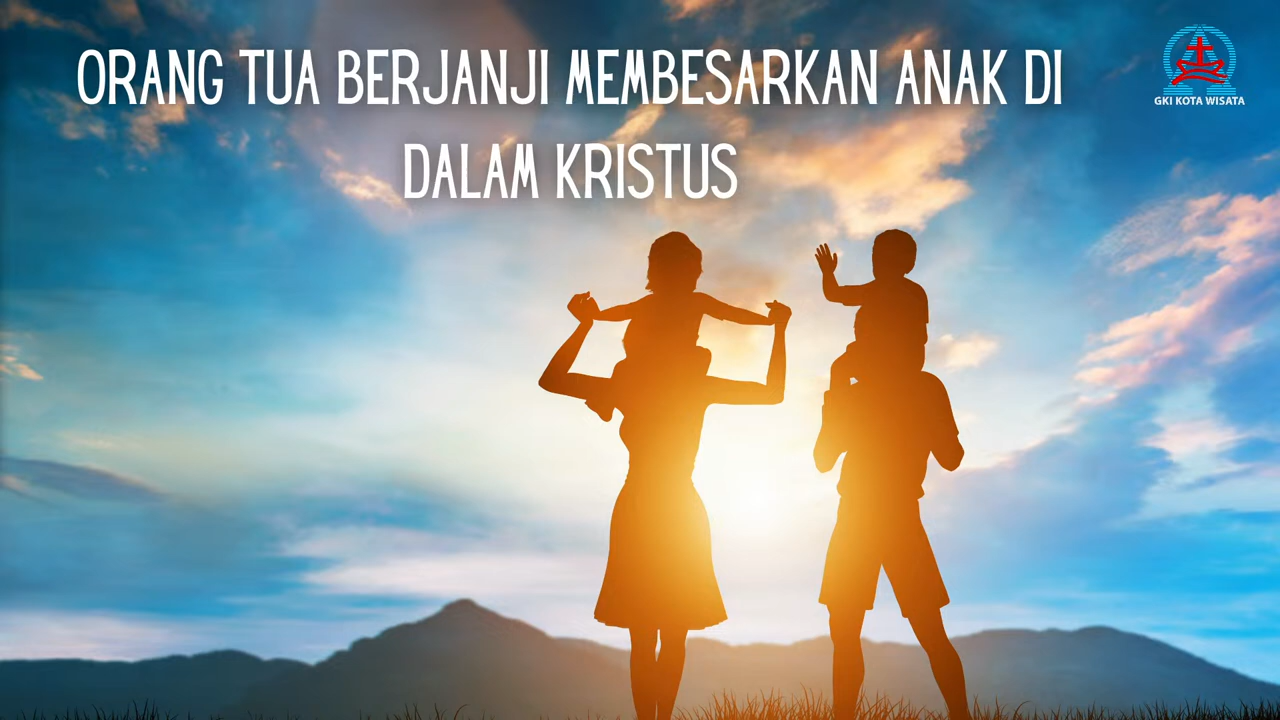 ORANG TUA BERJANJI MEMBESARKAN ANAK DI
DALAM KRISTUS
GKI KOTA WISATA